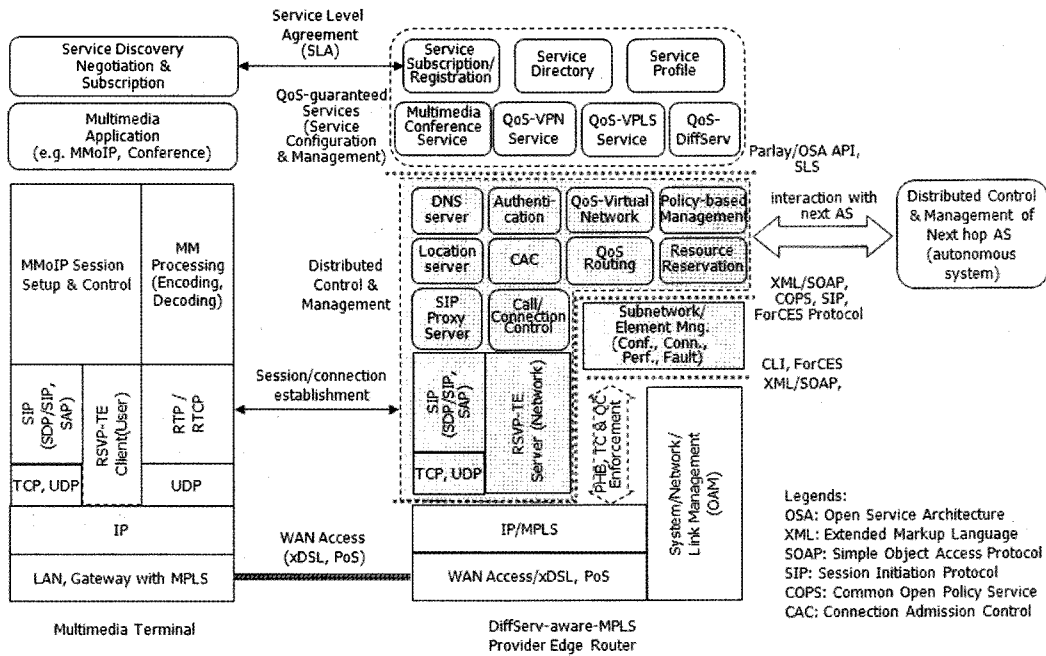 Service Discovery
Negotiation &
Subscription
Service Level
Agreement
(SLA)
Service
Subscription/
Registration
Service
Directory
Service
Profile
Multimedia
Application
(e.g. MMoIP, Conference)
QoS-guaranteed
Services
(Service
Configuration
& Management)
Multimedia
Conference
Service
QoS-VPN
Service
QoS-VPLS
Service
QoS-
DiffServ
Parlay/OSA API,
SLS
MMoIP Session
Setup & Control
MM
Processing
(Encoding,
Decoding)
Distributed
Control &
Management
DNS
server
Authenti-
cation
QoS-Virtual
Network
Policy-based
Management
Location
server
CAC
QoS
Routing
Resource
Reservation
SIP
Proxy
Server
Call/
Connection
Control
Subnetwork/
Element Mng.
(Conf., Conn.,
Perf., Fault)
interaction with
next AS
Distributed Control
& Management of
Next hop AS
(autonomous
system)
XML/SOAP,
COPS, SIP,
ForCES Protocol
CLI, ForCES
XML/SOAP,
SIP
(SDP/SIP,
SAP)
RSVP-TE
Client(User)
RTP /
RTCP
TCP, UDP
UDP
IP
LAN, Gateway with MPLS
Session/connection
establishment
SIP
(SDP/SIP,
SAP)
RSVP-TE
Server (Network)
TCP, UDP
PHB, TC & QC
Enforcement
System/Network/
Link Management
(OAM)
IP/MPLS
WAN Access/xDSL, PoS
WAN Access
(xDSL, PoS)
Multimedia Terminal
DiffServ-aware-MPLS
Provider Edge Router
Legends:
OSA: Open Service Architecture
XML: Extended Markup Language
SOAP: Simple Object Access Protocol
SIP: Session Initiation Protocol
COPS: Common Open Policy Service
CAC: Connection Admission Control